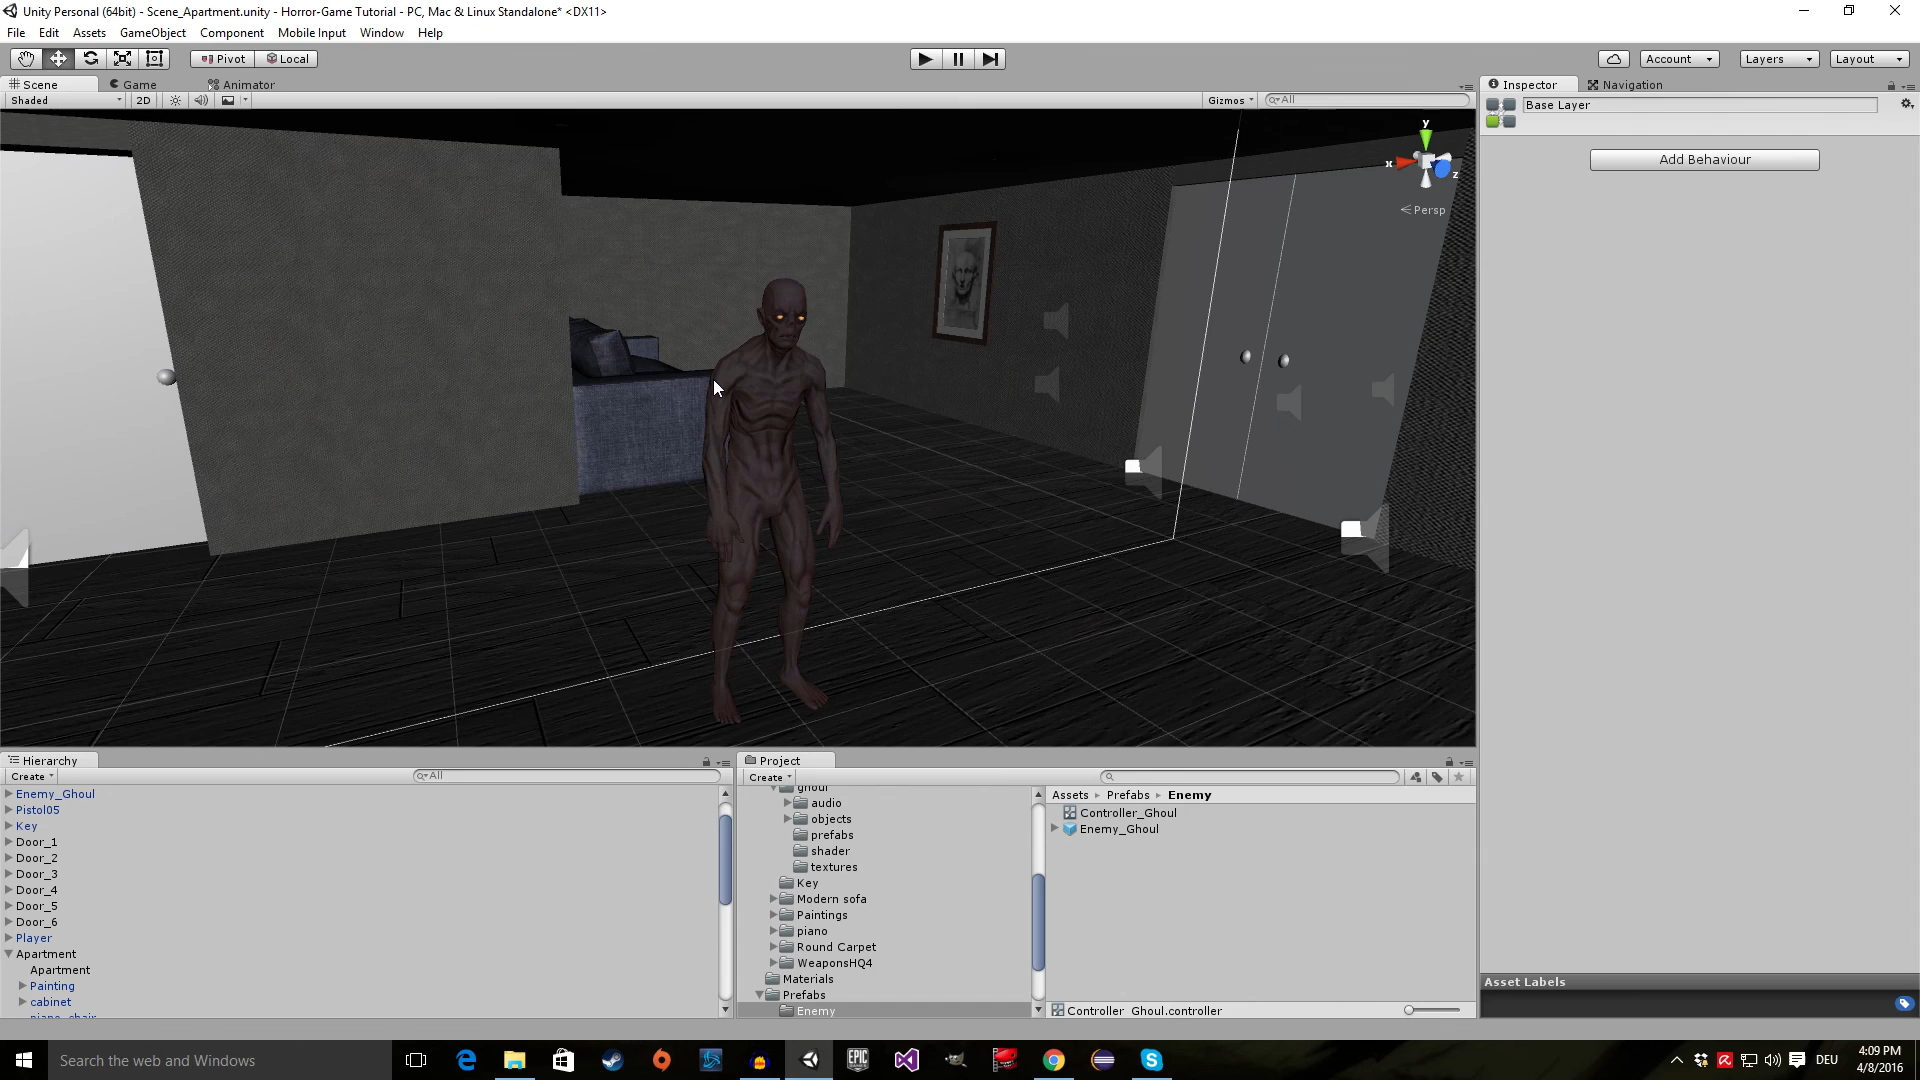 Unity Personal (64bit) - Scene_Apartment.unity - Horror-Game Tutorial - PC, Mac & Linux Standalone* <DX11>
File Edit Assets GameObject Component Mobile Input Window Help
Pivot Local Account Layers Layout
Scene Game Animator
Shaded 2D Gizmos All
Inspector Navigation
Base Layer
Add Behaviour
y
x
z
Persp
Hierarchy
Create All
Enemy_Ghoul
Pistol05
Key
Door_1
Door_2
Door_3
Door_4
Door_5
Door_6
Player
Apartment
Apartment
Painting
cabinet
piano_chair
Project
Create
ghoul
audio
objects
prefabs
shader
textures
Key
Modern sofa
Paintings
piano
Round Carpet
WeaponsHQ4
Materials
Prefabs
Enemy
Assets Prefabs Enemy
Controller_Ghoul
Enemy_Ghoul
Controller_Ghoul.controller
Asset Labels
Search the web and Windows
EPIC GAMES
DEU
4:09 PM
4/8/2016